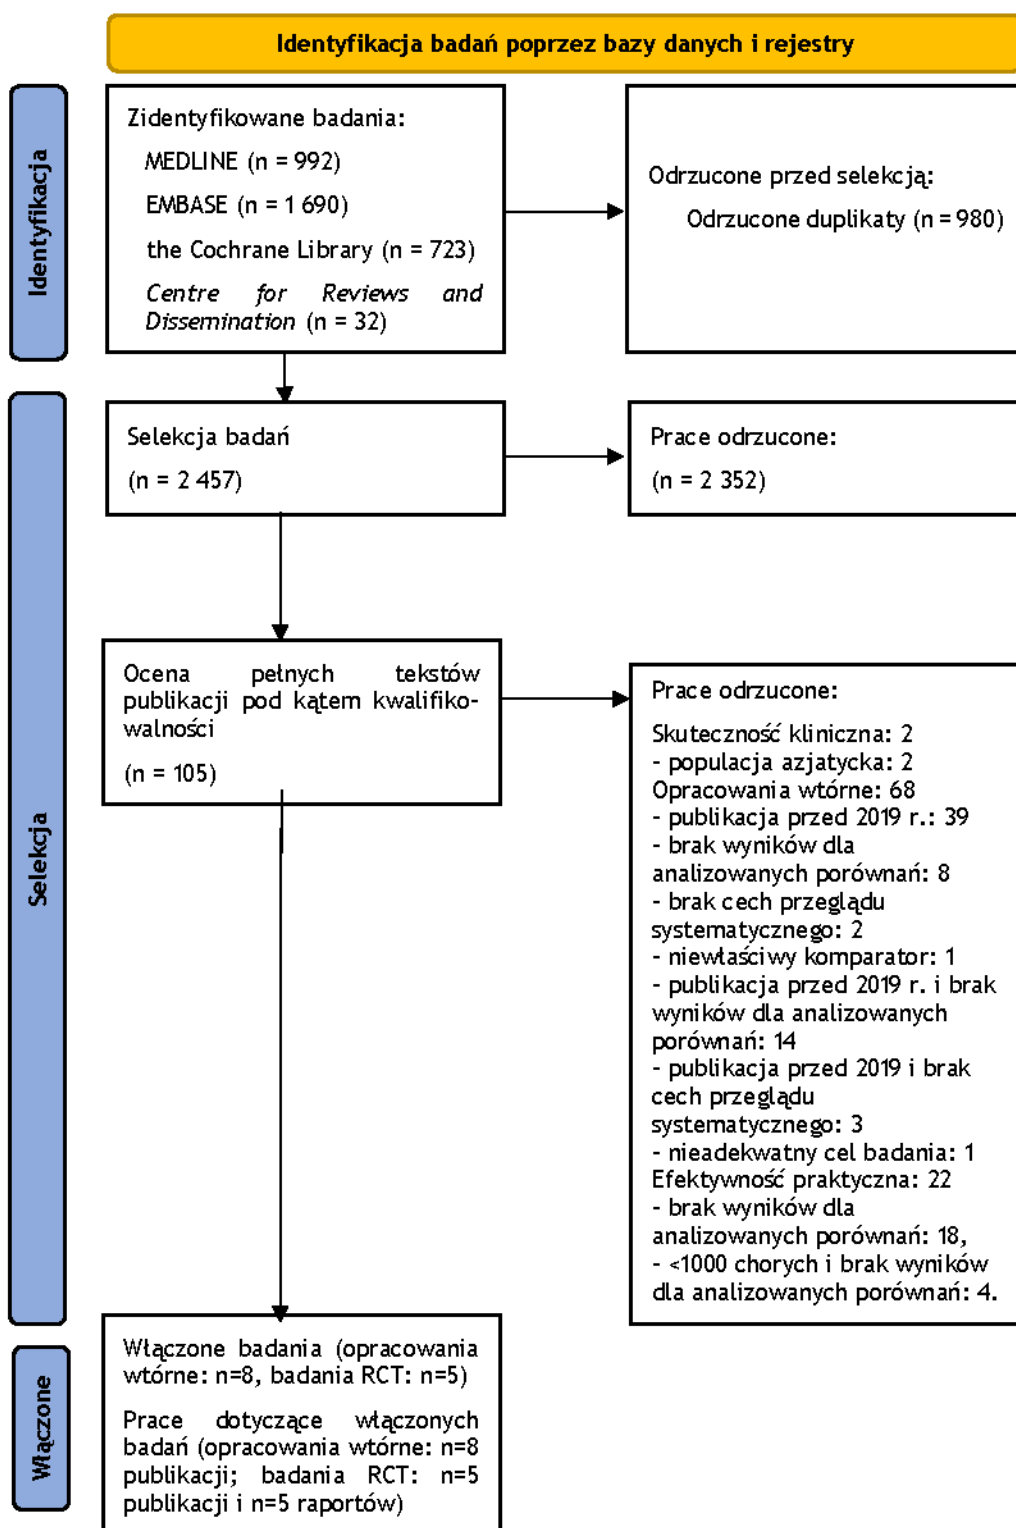 Identyfikacja badań poprzez bazy danych i rejestry
Identyfikacja
Zidentyfikowane badania:
MEDLINE (n = 992)
EMBASE (n = 1 690)
the Cochrane Library (n = 723)
Centre for Reviews and
Dissemination (n = 32)
Odrzucone przed selekcją:
Odrzucone duplikaty (n = 980)
Selekcja
Selekcja badań
(n = 2 457)
Prace odrzucone:
(n = 2 352)
Ocena pełnych tekstów
publikacji pod kątem kwalifiko-
walności
(n = 105)
Prace odrzucone:
Skuteczność kliniczna: 2
- populacja azjatycka: 2
Opracowania wtórne: 68
- publikacja przed 2019 r.: 39
- brak wyników dla
analizowanych porównań: 8
- brak cech przeglądu
systematycznego: 2
- niewłaściwy komparator: 1
- publikacja przed 2019 r. i brak
wyników dla analizowanych
porównań: 14
- publikacja przed 2019 i brak
cech przeglądu
systematycznego: 3
- nieadekwatny cel badania: 1
Efektywność praktyczna: 22
- brak wyników dla
analizowanych porównań: 18,
- <1000 chorych i brak wyników
dla analizowanych porównań: 4.
Włączone
Włączone badania (opracowania
wtórne: n=8, badania RCT: n=5)
Prace dotyczące włączonych
badań (opracowania wtórne: n=8
publikacji; badania RCT: n=5
publikacji i n=5 raportów)